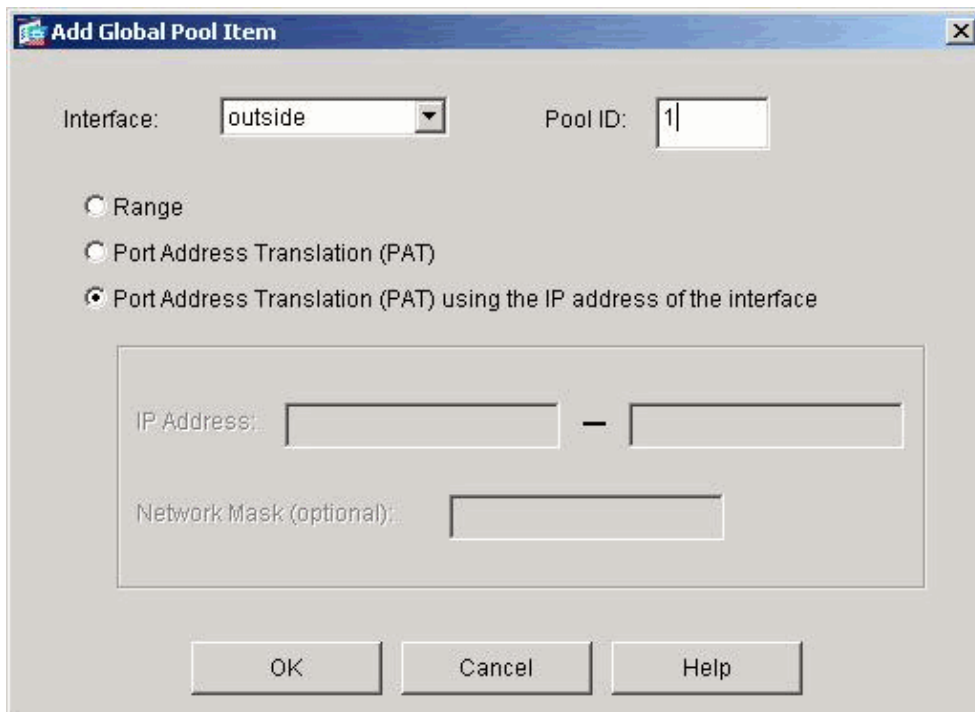 Add Global Pool Item
Interface: outside Pool ID: 1
Range
Port Address Translation (PAT)
Port Address Translation (PAT) using the IP address of the interface
IP Address: –
Network Mask (optional):
OK Cancel Help